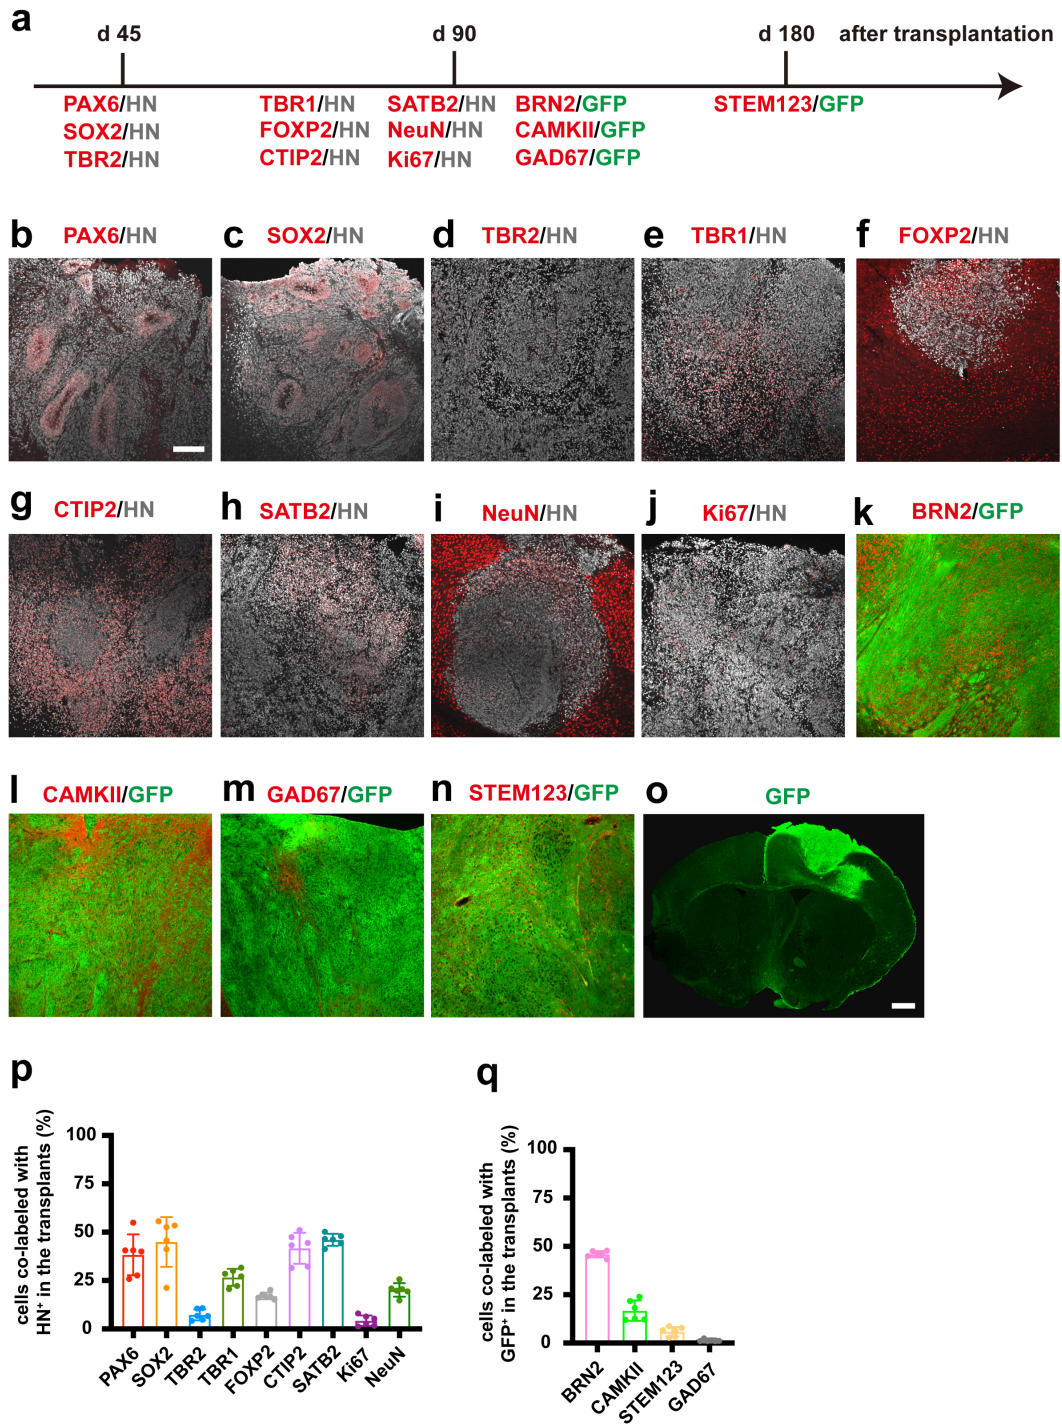 a
d 45 d 90 d 180 after transplantation
PAX6/HN TBR1/HN SATB2/HN BRN2/GFP STEM123/GFP
SOX2/HN FOXP2/HN NeuN/HN CAMKII/GFP
TBR2/HN CTIP2/HN Ki67/HN GAD67/GFP
b PAX6/HN c SOX2/HN d TBR2/HN e TBR1/HN f FOXP2/HN
g CTIP2/HN h SATB2/HN i NeuN/HN j Ki67/HN k BRN2/GFP
l CAMKII/GFP m GAD67/GFP n STEM123/GFP o GFP
p
cells co-labeled with
HN⁺ in the transplants (%)
100
75
50
25
0
PAX6 SOX2 TBR2 TBR1 FOXP2 CTIP2 SATB2 Ki67 NeuN
q
cells co-labeled with
GFP⁺ in the transplants (%)
100
75
50
25
0
BRN2 CAMKII STEM123 GAD67